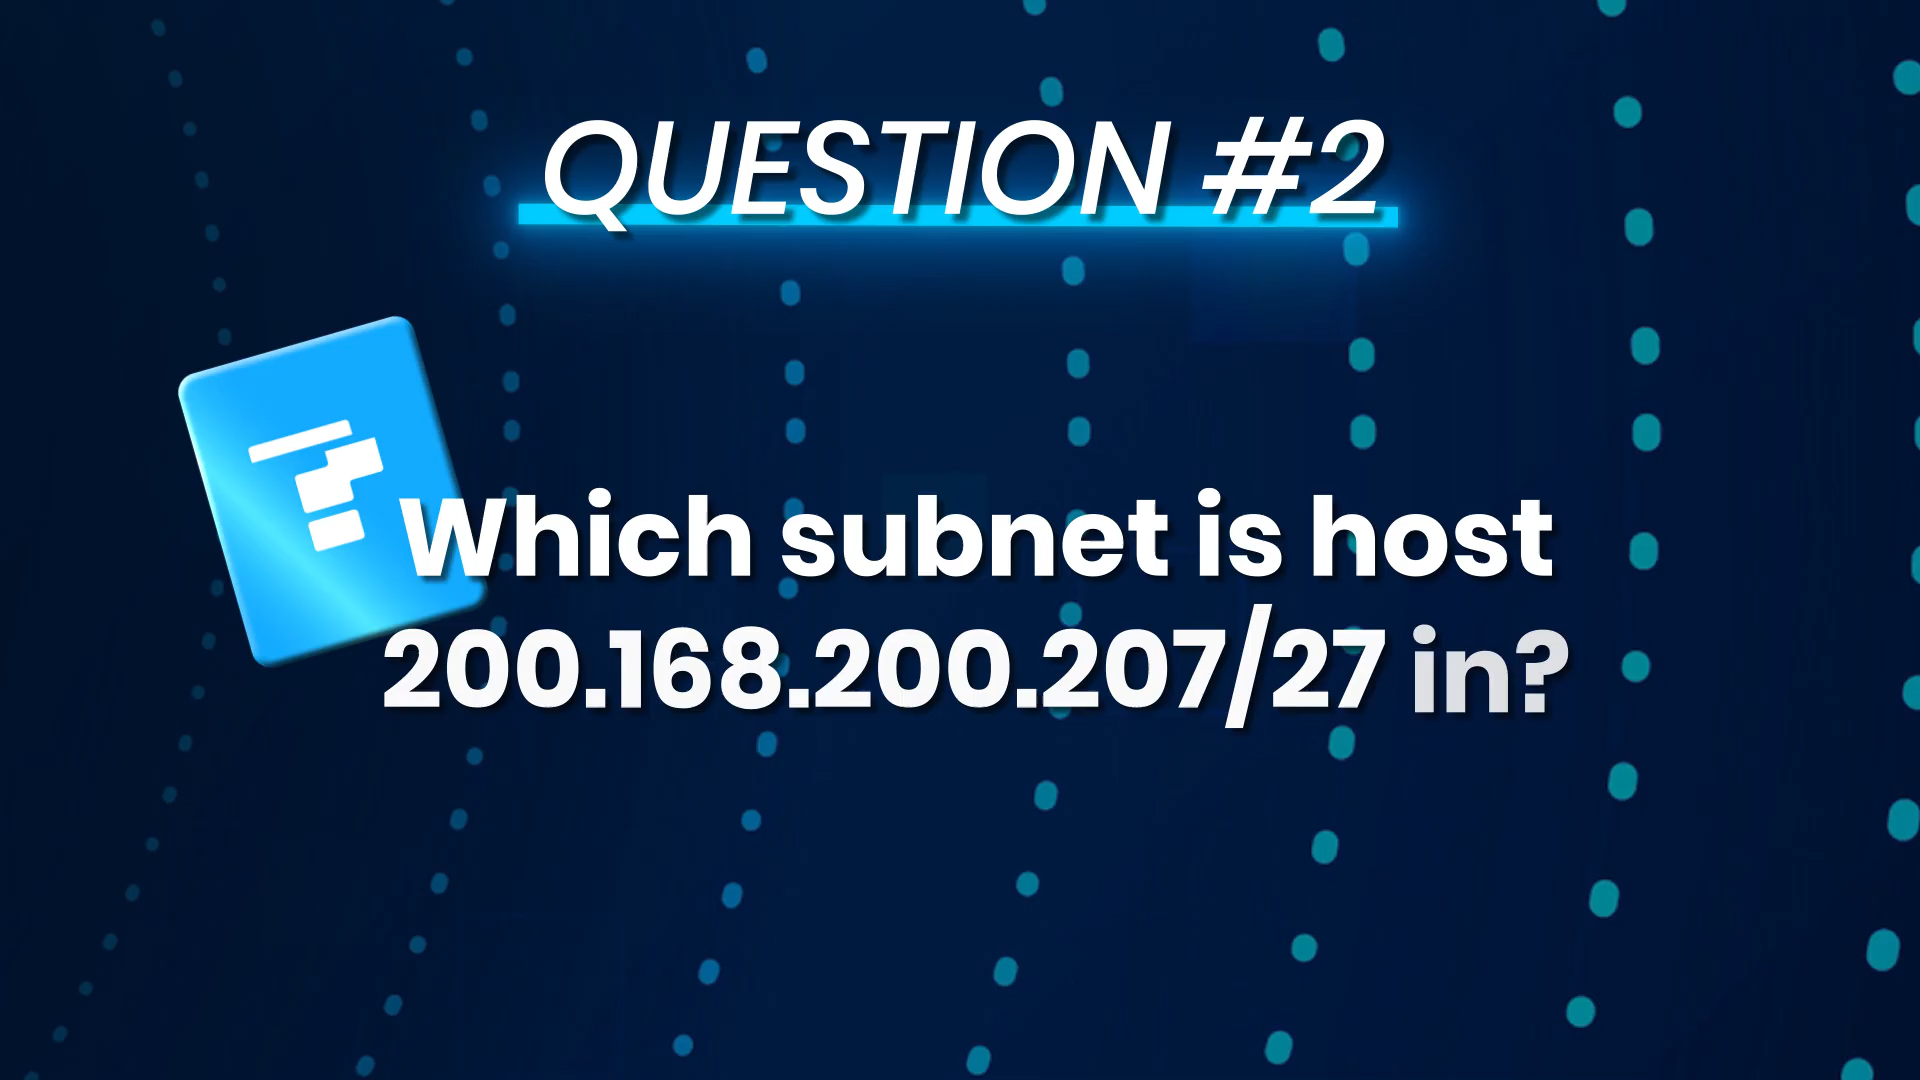 QUESTION #2
Which subnet is host
200.168.200.207/27 in?